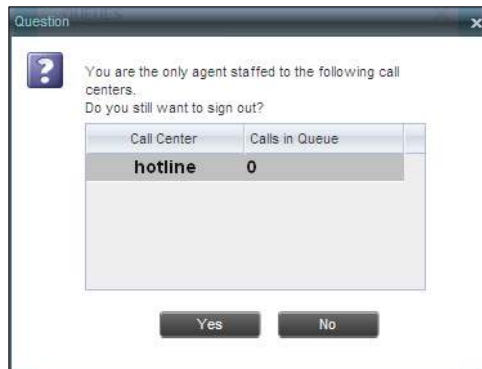 Question
You are the only agent staffed to the following call
centers.
Do you still want to sign out?
Call Center Calls in Queue
hotline 0
Yes No